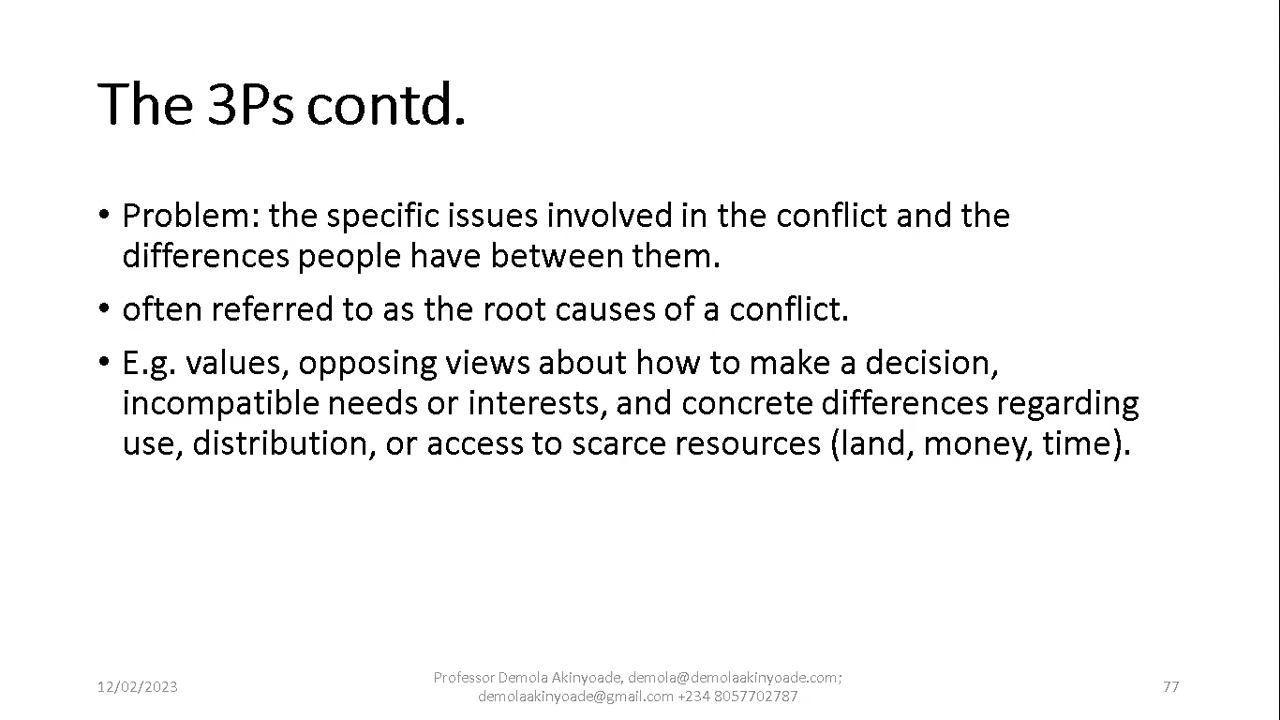 The 3Ps contd.
• Problem: the specific issues involved in the conflict and the
differences people have between them.
• often referred to as the root causes of a conflict.
• E.g. values, opposing views about how to make a decision,
incompatible needs or interests, and concrete differences regarding
use, distribution, or access to scarce resources (land, money, time).
12/02/2023
Professor Demola Akinyoade, demola@demolaakinyoade.com;
demolaakinyoade@gmail.com +234 8057702787
77